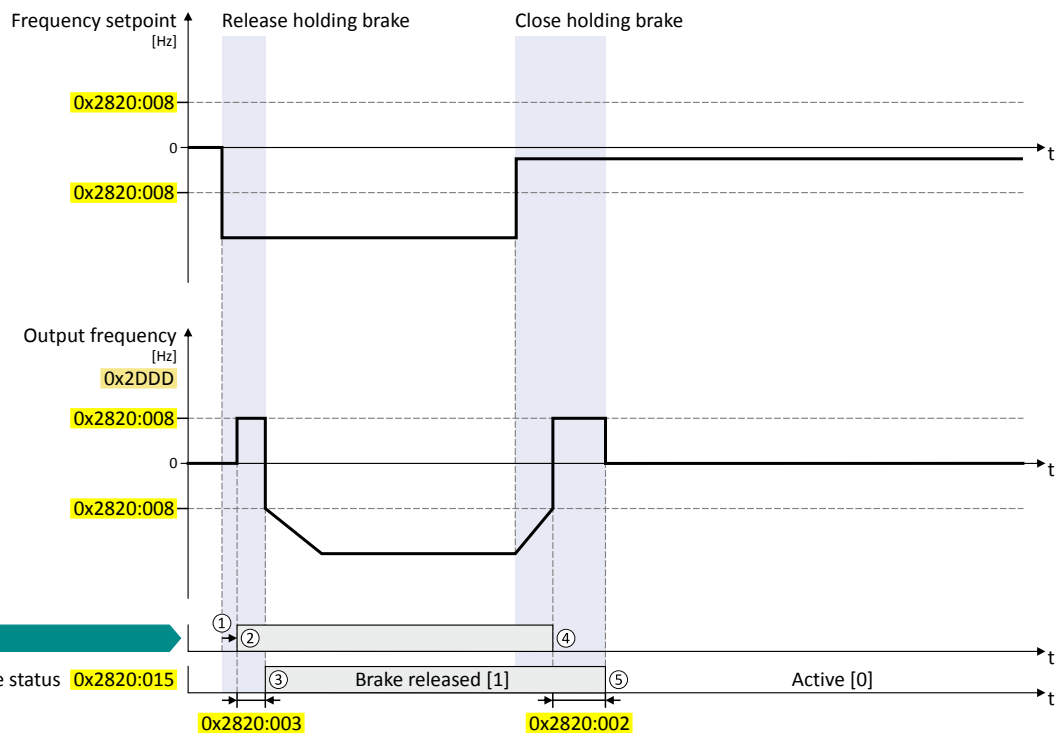 Frequency setpoint
[Hz]
Release holding brake
Close holding brake
0x2820:008
0
t
0x2820:008
Output frequency
[Hz]
0x2DDD
0x2820:008
0
t
0x2820:008
①
②
④
t
status 0x2820:015
③
Brake released [1]
⑤
Active [0]
t
0x2820:003
0x2820:002